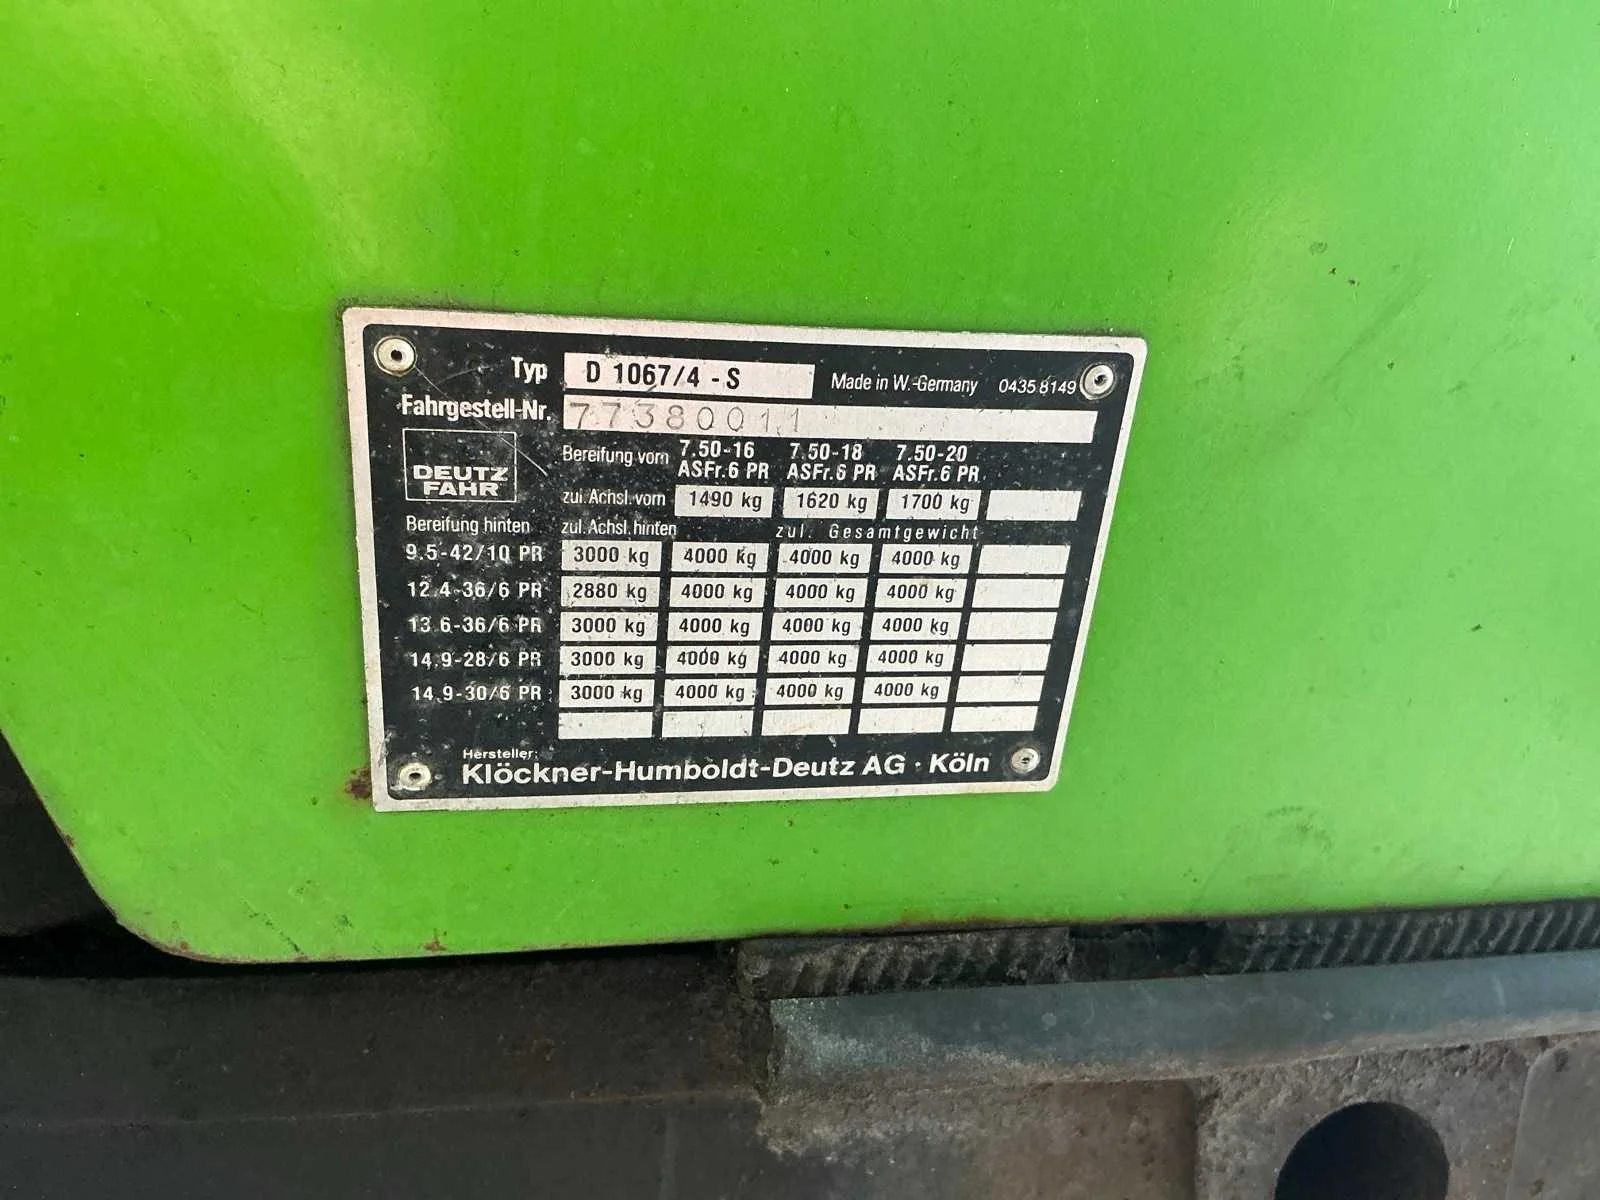 Typ D 1067/4 - S Made in W.-Germany 0435 8149
Fahrgestell-Nr. 77380011
DEUTZ
FAHR
Bereifung vorn 7.50-16 7.50-18 7.50-20
ASFr.6 PR ASFr.6 PR ASFr.6 PR
zul. Achsl. vorn 1490 kg 1620 kg 1700 kg
Bereifung hinten zul. Achsl. hinten zul. Gesamtgewicht
9.5-42/10 PR 3000 kg 4000 kg 4000 kg 4000 kg
12.4-36/6 PR 2880 kg 4000 kg 4000 kg 4000 kg
13.6-36/6 PR 3000 kg 4000 kg 4000 kg 4000 kg
14.9-28/6 PR 3000 kg 4000 kg 4000 kg 4000 kg
14.9-30/6 PR 3000 kg 4000 kg 4000 kg 4000 kg
Hersteller:
Klöckner-Humboldt-Deutz AG · Köln